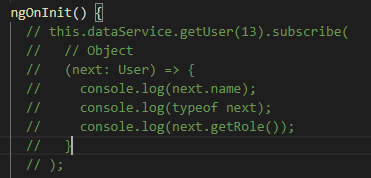 ngOnInit() {
// this.dataService.getUser(13).subscribe(
//   // Object
//   (next: User) => {
//     console.log(next.name);
//     console.log(typeof next);
//     console.log(next.getRole());
//   }
// );